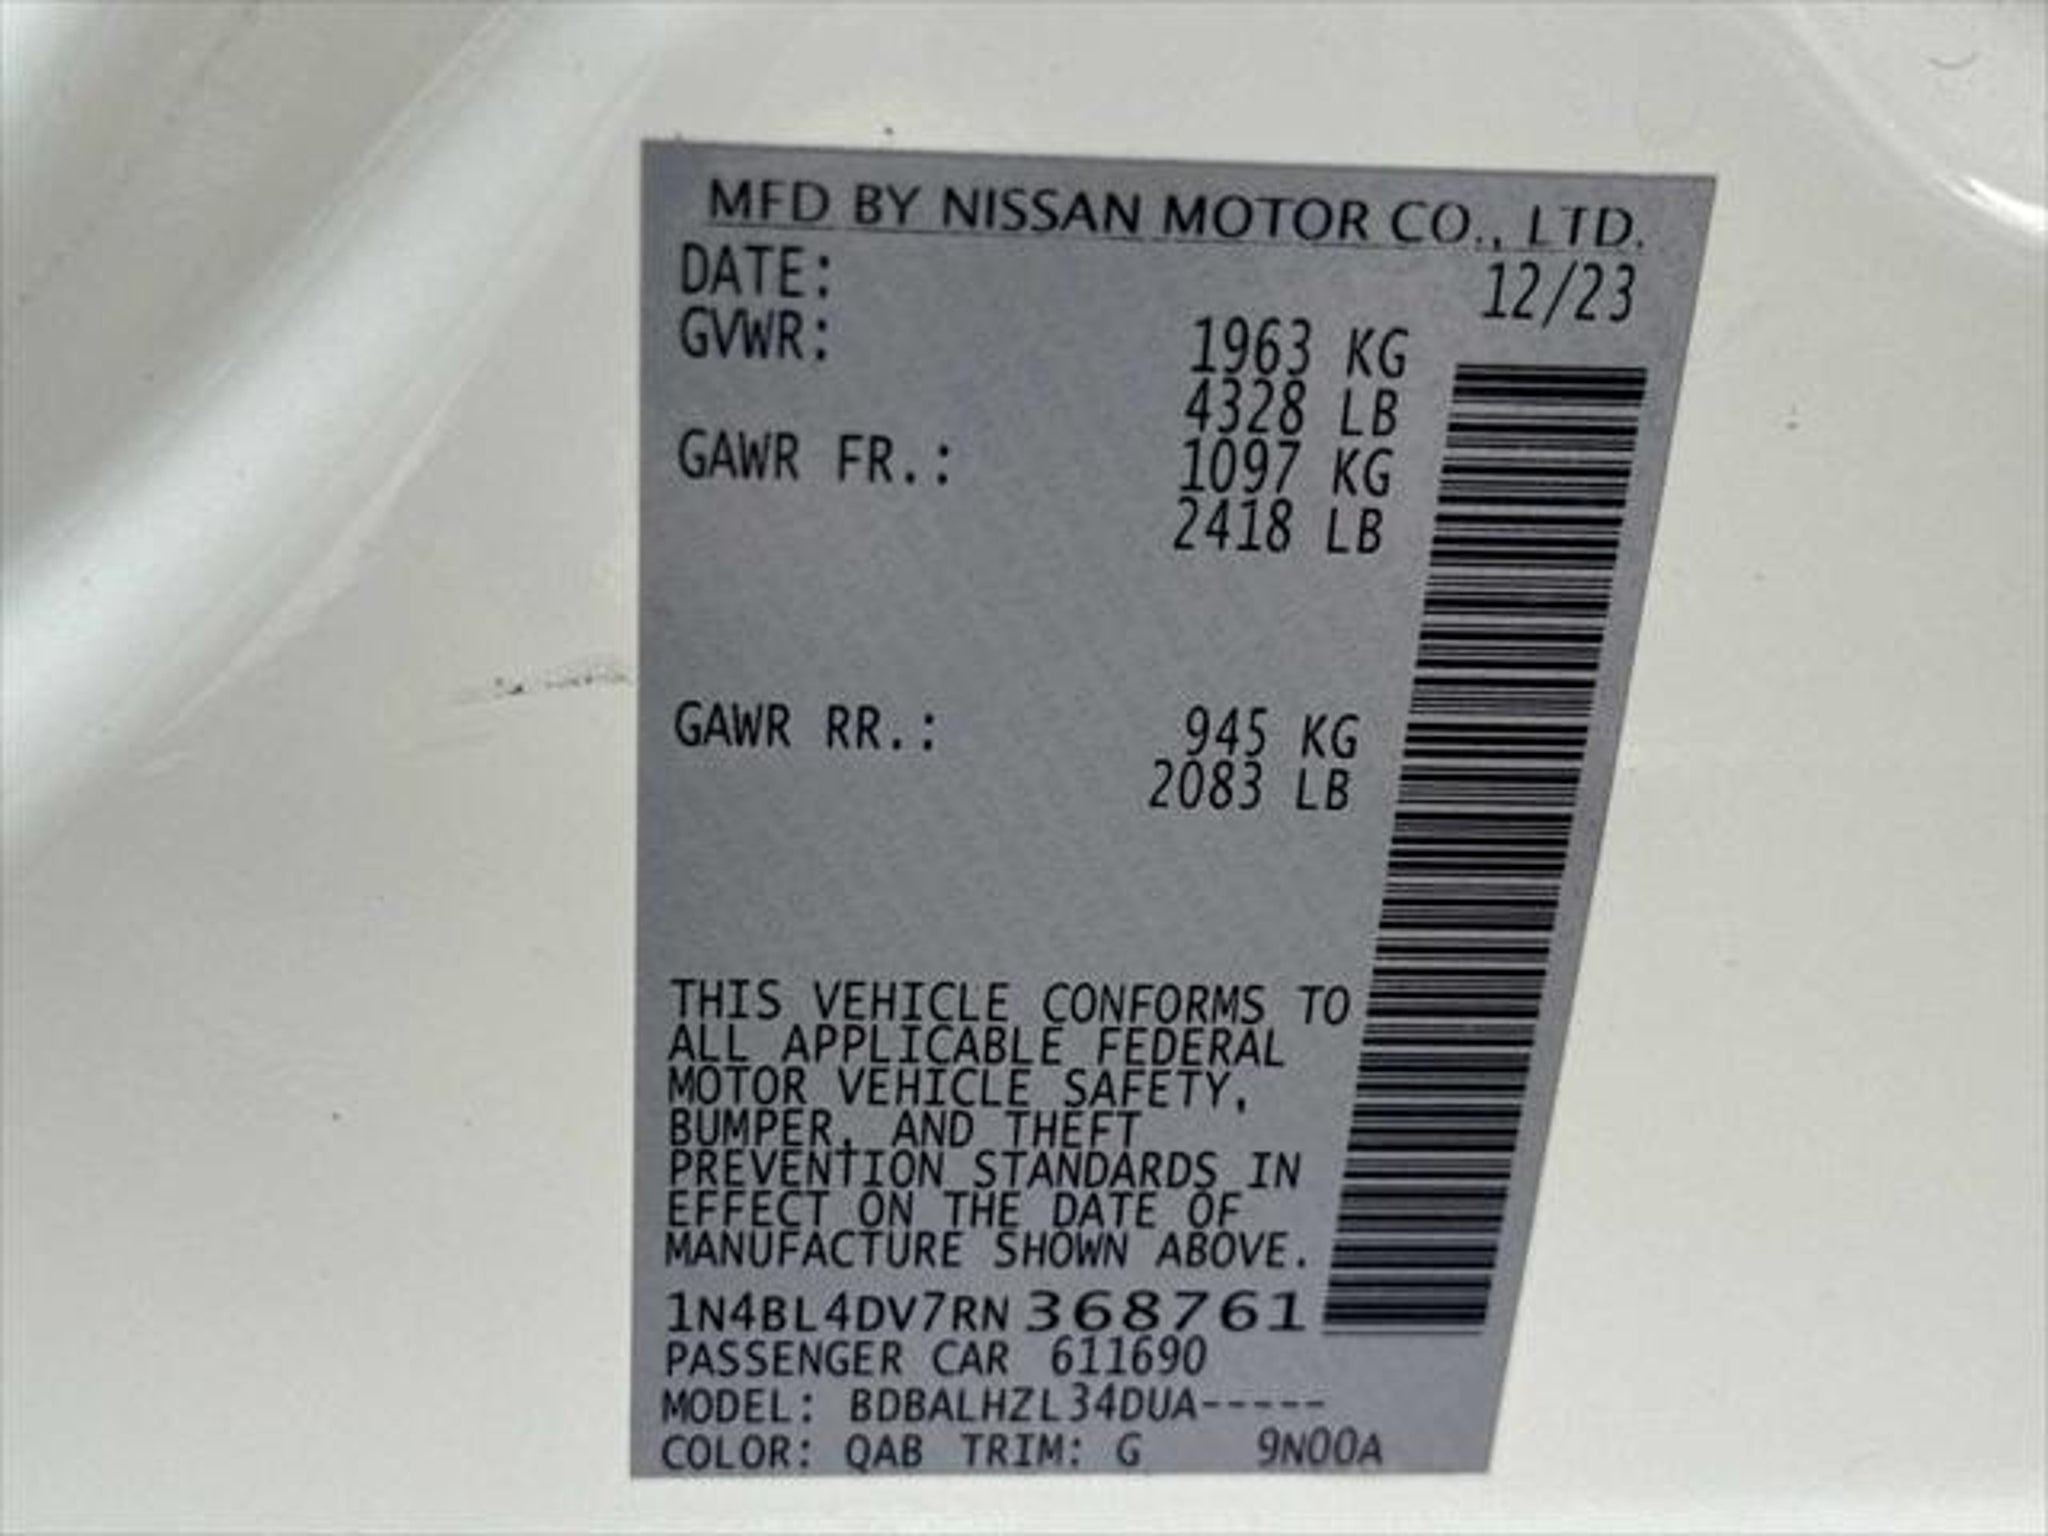 MFD BY NISSAN MOTOR CO., LTD.
DATE: 12/23
GVWR: 1963 KG
4328 LB
GAWR FR.: 1097 KG
2418 LB
GAWR RR.: 945 KG
2083 LB
THIS VEHICLE CONFORMS TO
ALL APPLICABLE FEDERAL
MOTOR VEHICLE SAFETY,
BUMPER, AND THEFT
PREVENTION STANDARDS IN
EFFECT ON THE DATE OF
MANUFACTURE SHOWN ABOVE.
1N4BL4DV7RN368761
PASSENGER CAR 611690
MODEL: BDBALHZL34DUA-----
COLOR: QAB TRIM: G 9N00A